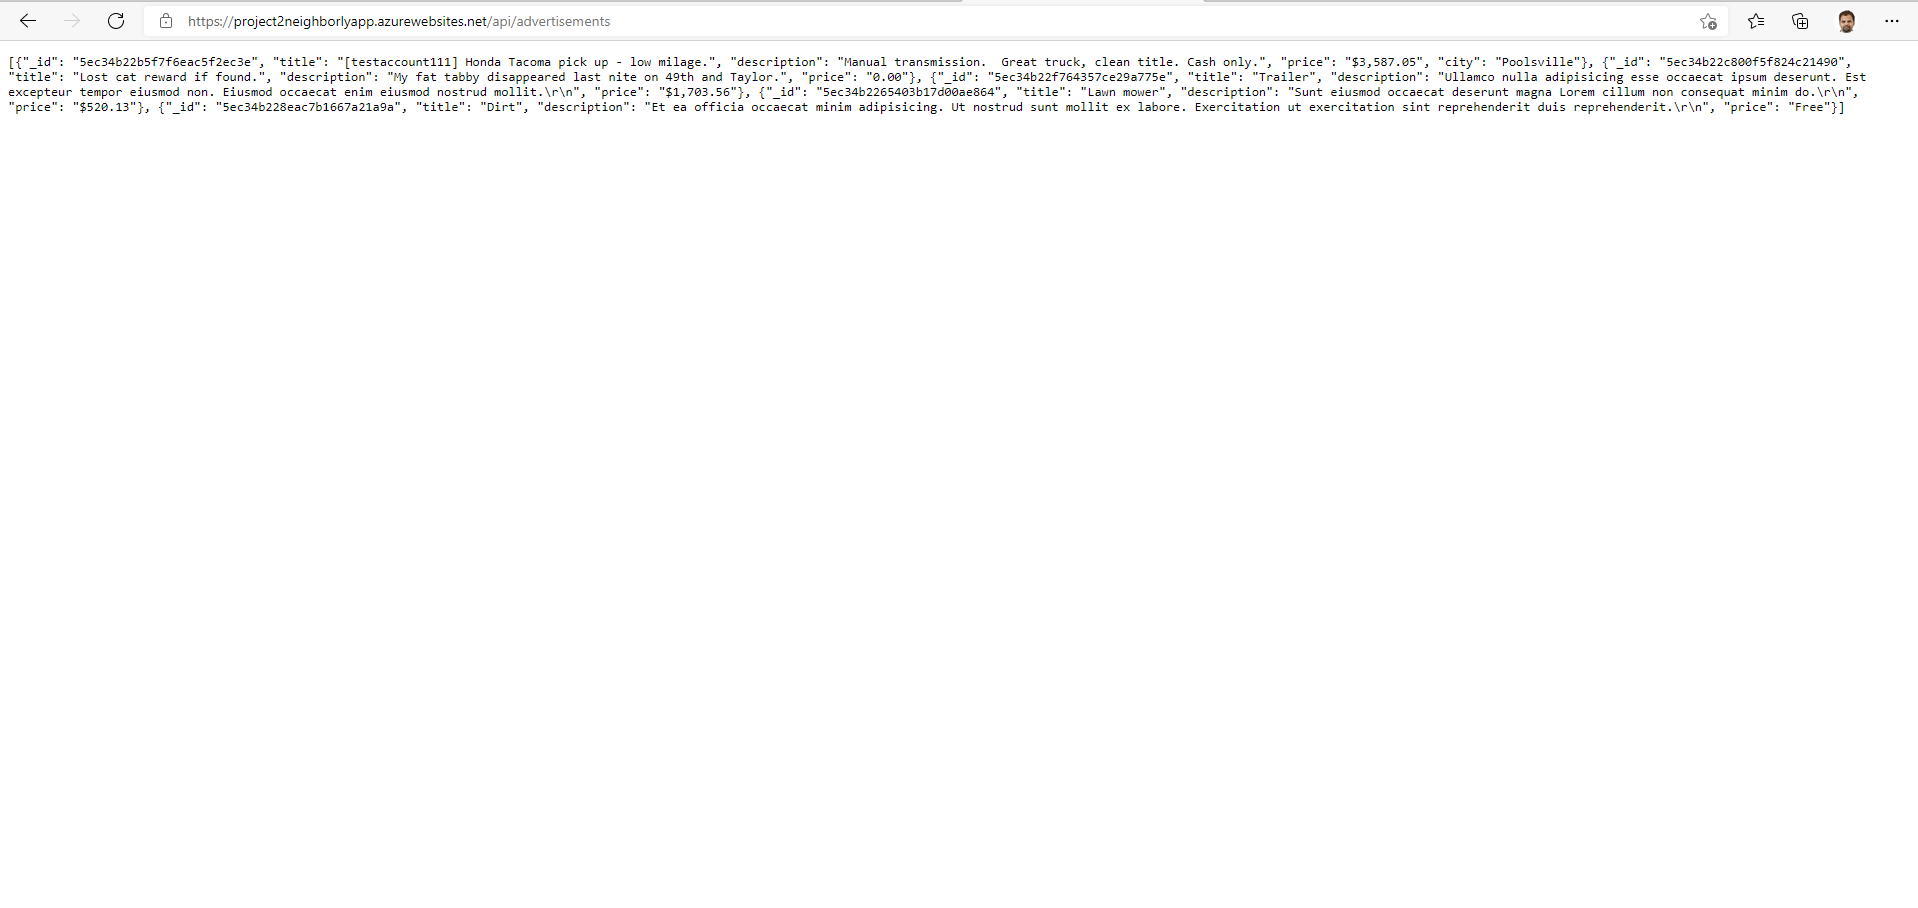 https://project2neighborlyapp.azurewebsites.net/api/advertisements
[{"_id": "5ec34b22b5f7f6eac5f2ec3e", "title": "[testaccount111] Honda Tacoma pick up - low milage.", "description": "Manual transmission.  Great truck, clean title. Cash only.", "price": "$3,587.05", "city": "Poolsville"}, {"_id": "5ec34b22c800f5f824c21490",
"title": "Lost cat reward if found.", "description": "My fat tabby disappeared last nite on 49th and Taylor.", "price": "0.00"}, {"_id": "5ec34b22f764357ce29a775e", "title": "Trailer", "description": "Ullamco nulla adipisicing esse occaecat ipsum deserunt. Est
excepteur tempor eiusmod non. Eiusmod occaecat enim eiusmod nostrud mollit.\r\n", "price": "$1,703.56"}, {"_id": "5ec34b2265403b17d00ae864", "title": "Lawn mower", "description": "Sunt eiusmod occaecat deserunt magna Lorem cillum non consequat minim do.\r\n",
"price": "$520.13"}, {"_id": "5ec34b228eac7b1667a21a9a", "title": "Dirt", "description": "Et ea officia occaecat minim adipisicing. Ut nostrud sunt mollit ex labore. Exercitation ut exercitation sint reprehenderit duis reprehenderit.\r\n", "price": "Free"}]